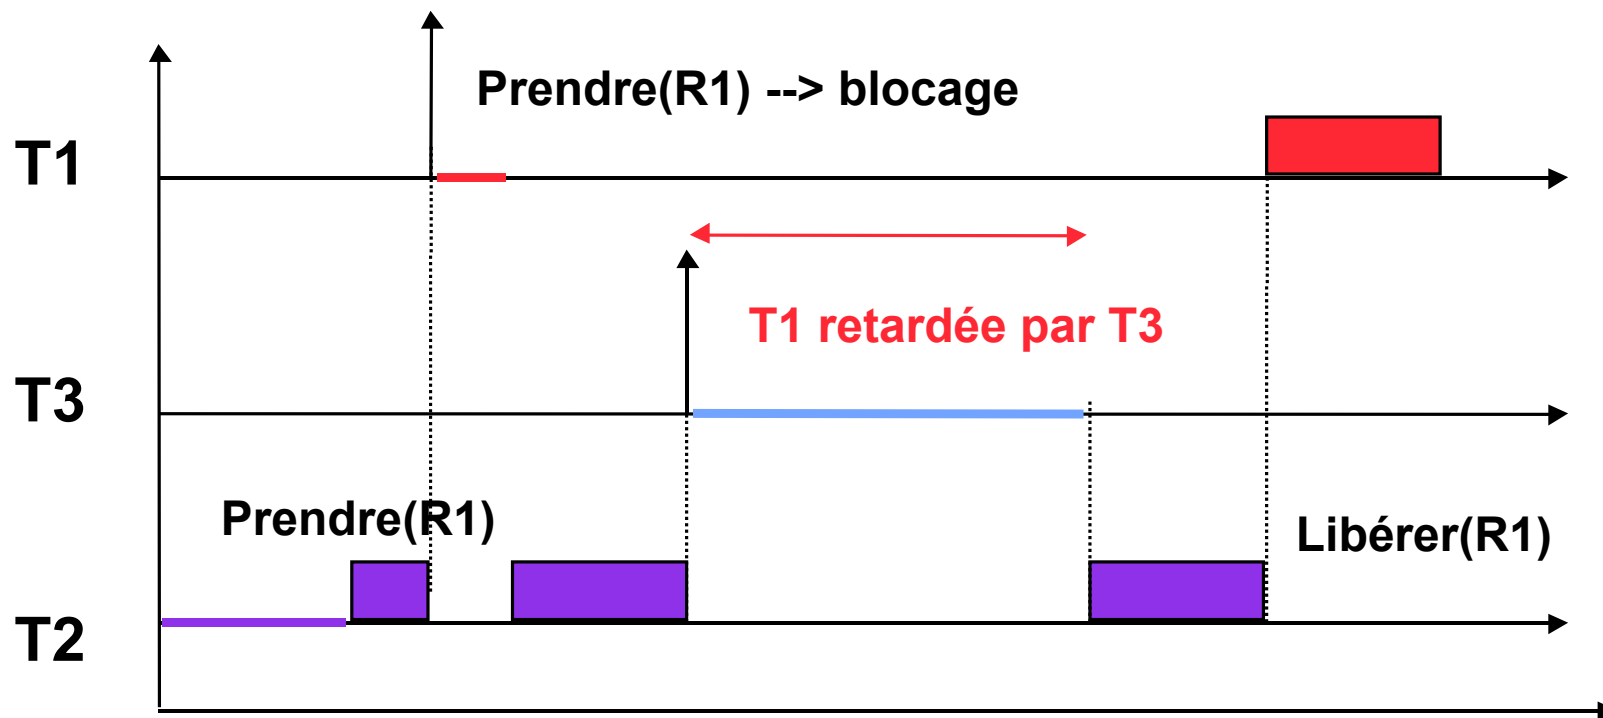 Prendre(R1) --> blocage
T1
T1 retardée par T3
T3
Prendre(R1)
Libérer(R1)
T2